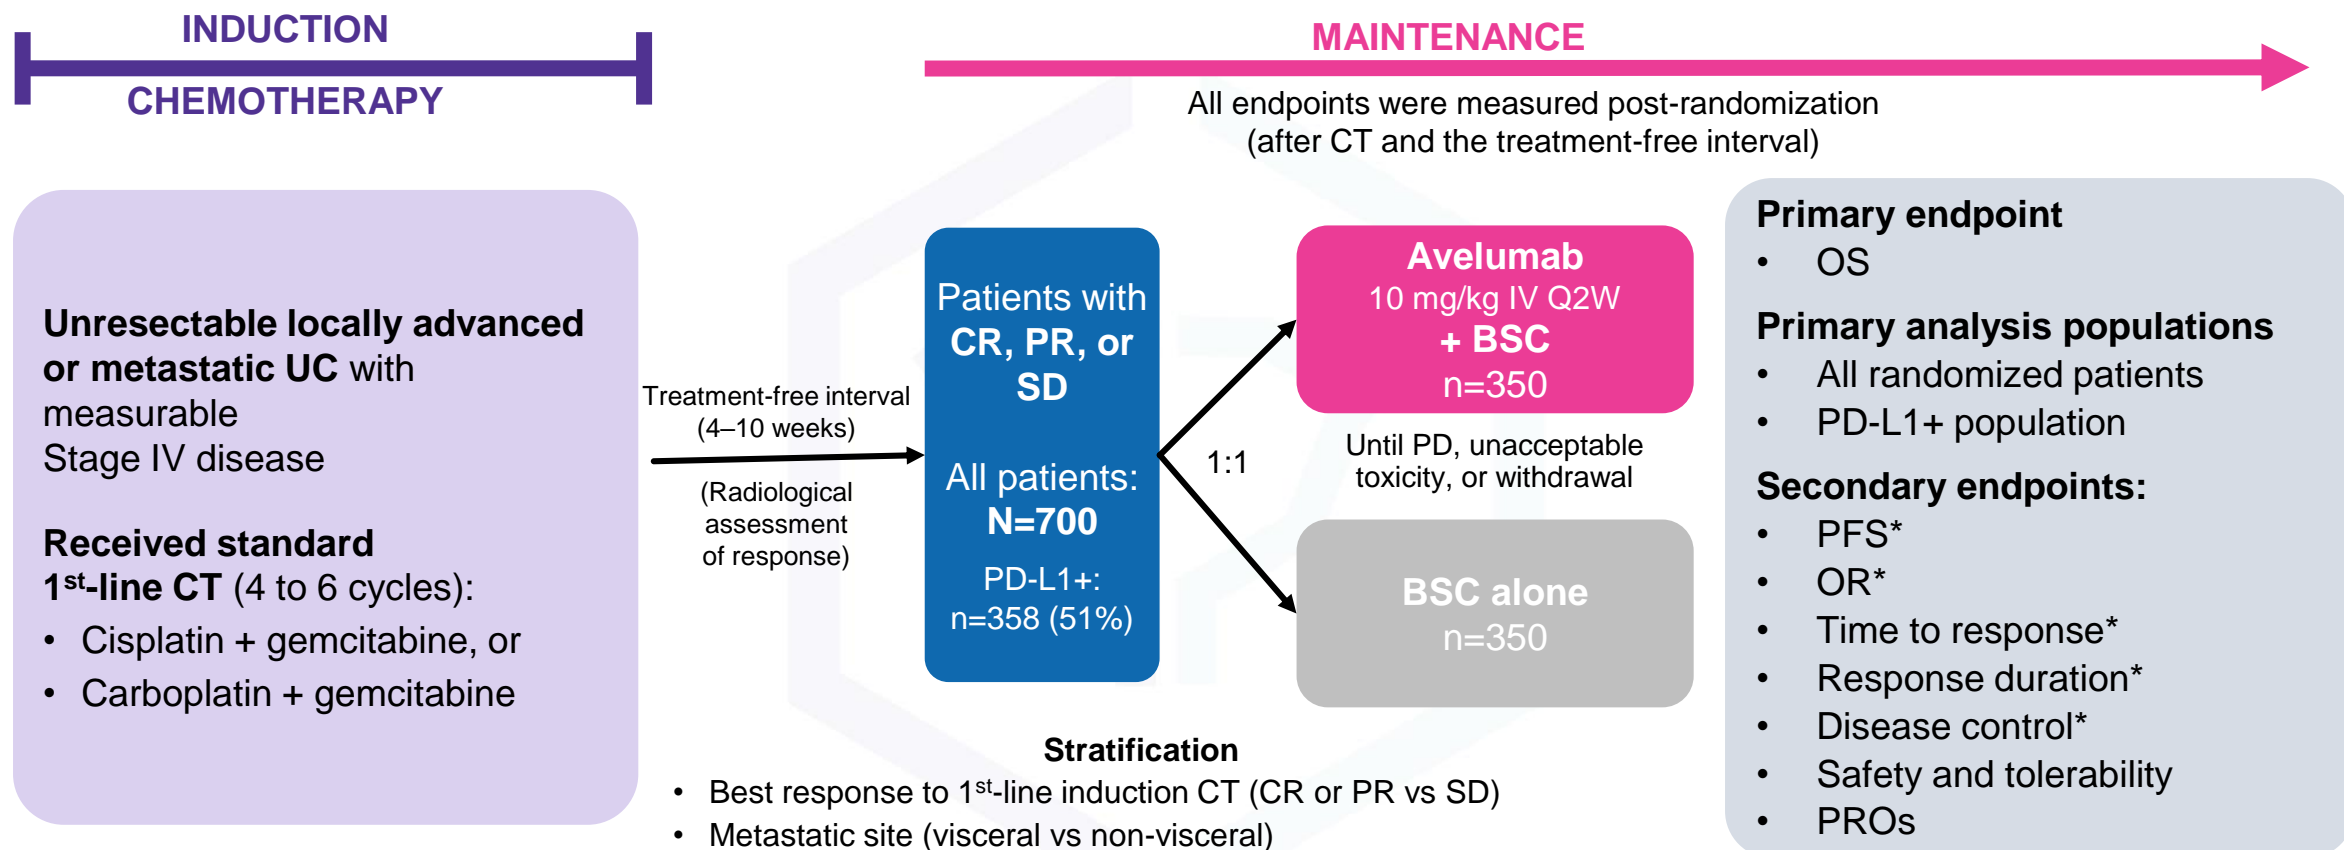 INDUCTION
CHEMOTHERAPY
MAINTENANCE
All endpoints were measured post-randomization
(after CT and the treatment-free interval)
Unresectable locally advanced
or metastatic UC with
measurable
Stage IV disease
Received standard
1st-line CT (4 to 6 cycles):
• Cisplatin + gemcitabine, or
• Carboplatin + gemcitabine
Treatment-free interval
(4–10 weeks)
(Radiological
assessment
of response)
Patients with
CR, PR, or
SD
All patients:
N=700
PD-L1+:
n=358 (51%)
1:1
Avelumab
10 mg/kg IV Q2W
+ BSC
n=350
Until PD, unacceptable
toxicity, or withdrawal
BSC alone
n=350
Stratification
• Best response to 1st-line induction CT (CR or PR vs SD)
• Metastatic site (visceral vs non-visceral)
Primary endpoint
• OS
Primary analysis populations
• All randomized patients
• PD-L1+ population
Secondary endpoints:
• PFS*
• OR*
• Time to response*
• Response duration*
• Disease control*
• Safety and tolerability
• PROs